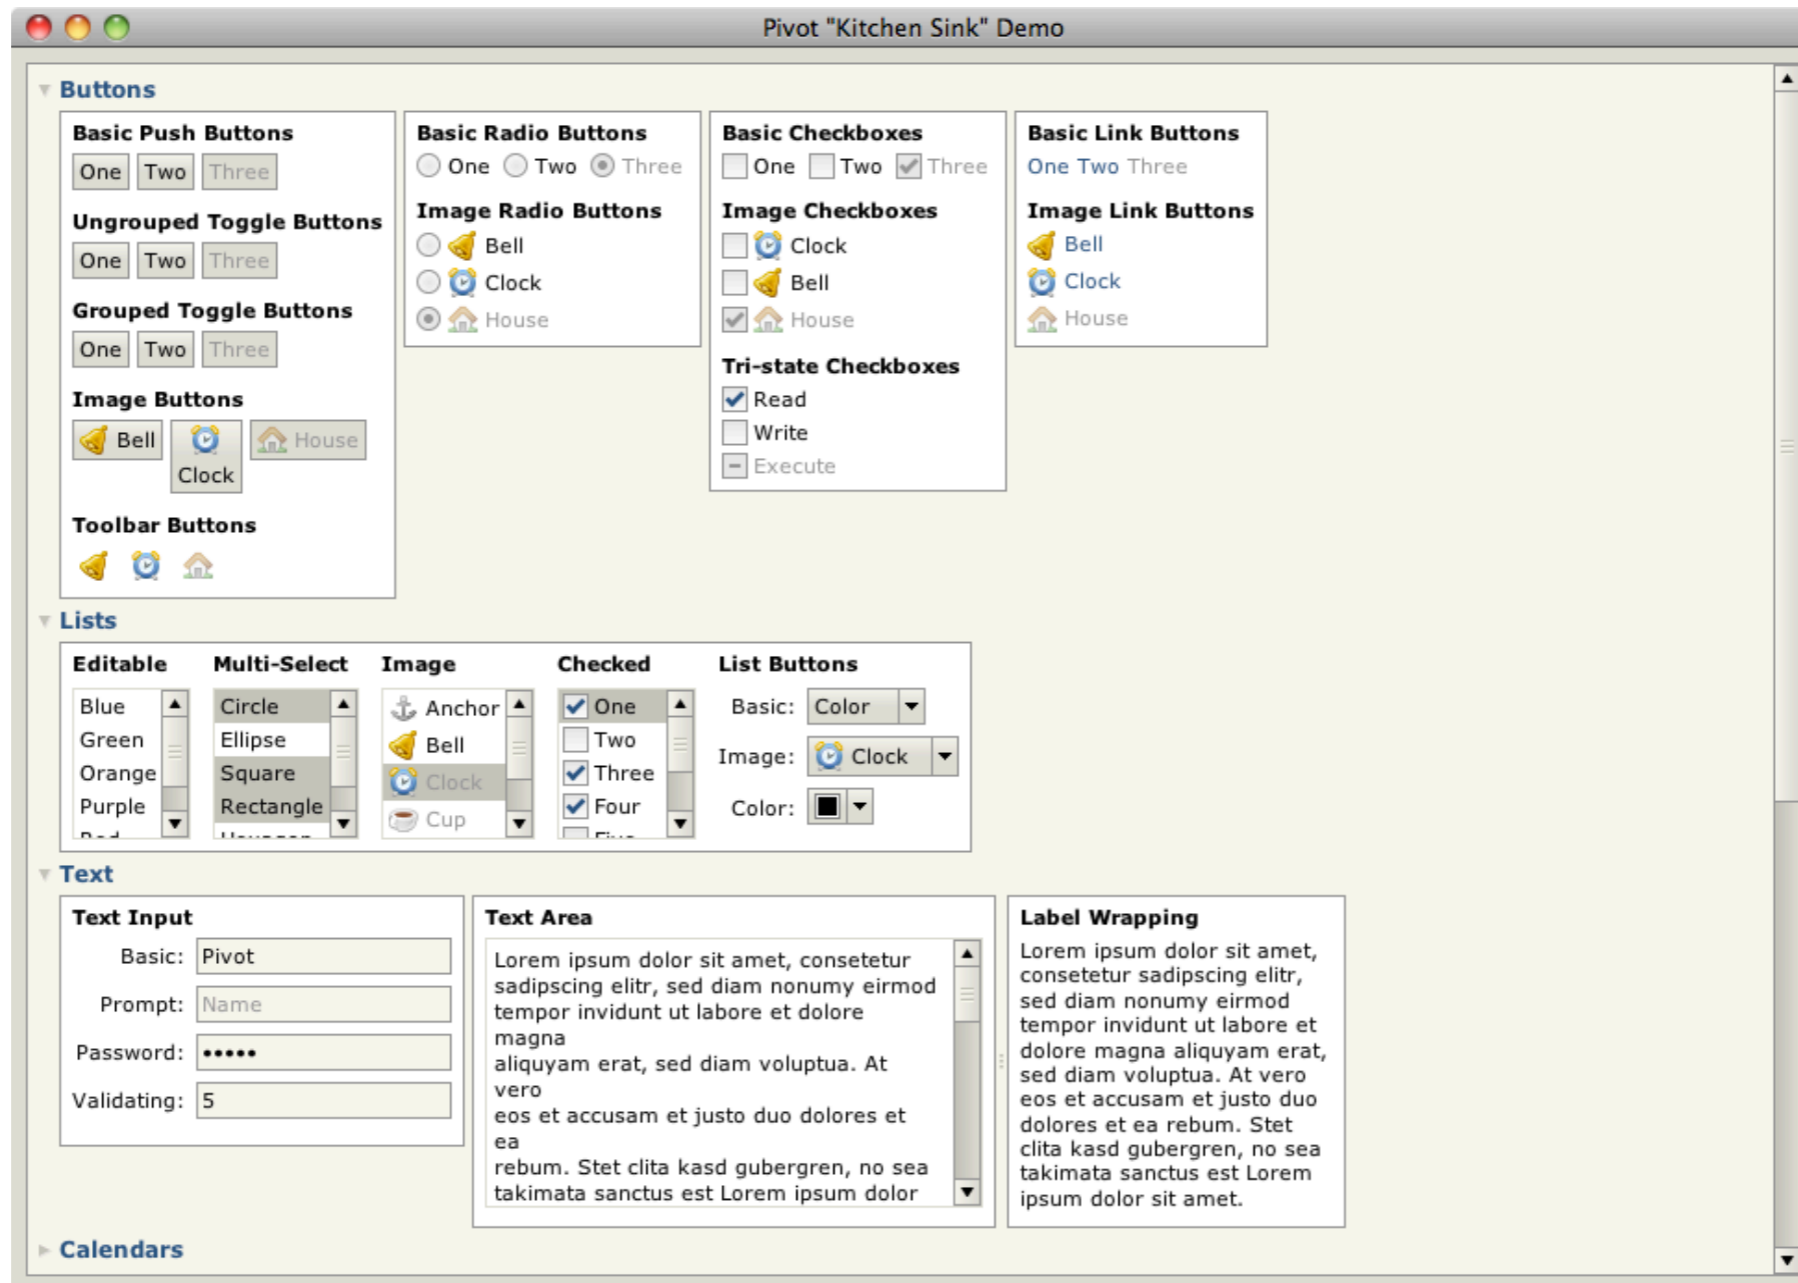 Pivot "Kitchen Sink" Demo
Buttons
Basic Push Buttons
One Two Three
Ungrouped Toggle Buttons
One Two Three
Grouped Toggle Buttons
One Two Three
Image Buttons
Bell Clock House
Toolbar Buttons
Basic Radio Buttons
One Two Three
Image Radio Buttons
Bell
Clock
House
Basic Checkboxes
One Two Three
Image Checkboxes
Clock
Bell
House
Tri-state Checkboxes
Read
Write
Execute
Basic Link Buttons
One Two Three
Image Link Buttons
Bell
Clock
House
Lists
Editable
Blue
Green
Orange
Purple
Multi-Select
Circle
Ellipse
Square
Rectangle
Image
Anchor
Bell
Clock
Cup
Checked
One
Two
Three
Four
List Buttons
Basic: Color
Image: Clock
Color:
Text
Text Input
Basic: Pivot
Prompt: Name
Password: •••••
Validating: 5
Text Area
Lorem ipsum dolor sit amet, consetetur
sadipscing elitr, sed diam nonumy eirmod
tempor invidunt ut labore et dolore
magna
aliquyam erat, sed diam voluptua. At
vero
eos et accusam et justo duo dolores et
ea
rebum. Stet clita kasd gubergren, no sea
takimata sanctus est Lorem ipsum dolor
Label Wrapping
Lorem ipsum dolor sit amet,
consetetur sadipscing elitr,
sed diam nonumy eirmod
tempor invidunt ut labore et
dolore magna aliquyam erat,
sed diam voluptua. At vero
eos et accusam et justo duo
dolores et ea rebum. Stet
clita kasd gubergren, no sea
takimata sanctus est Lorem
ipsum dolor sit amet.
Calendars